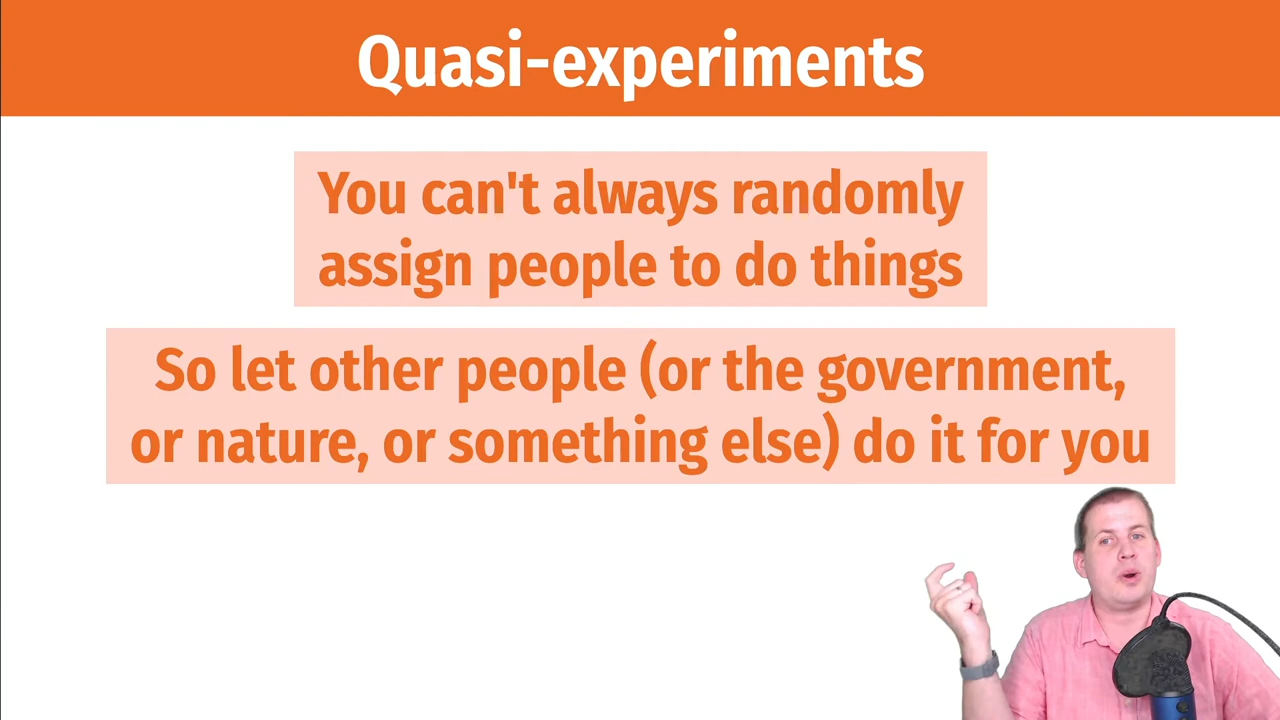 Quasi-experiments
You can't always randomly
assign people to do things
So let other people (or the government,
or nature, or something else) do it for you